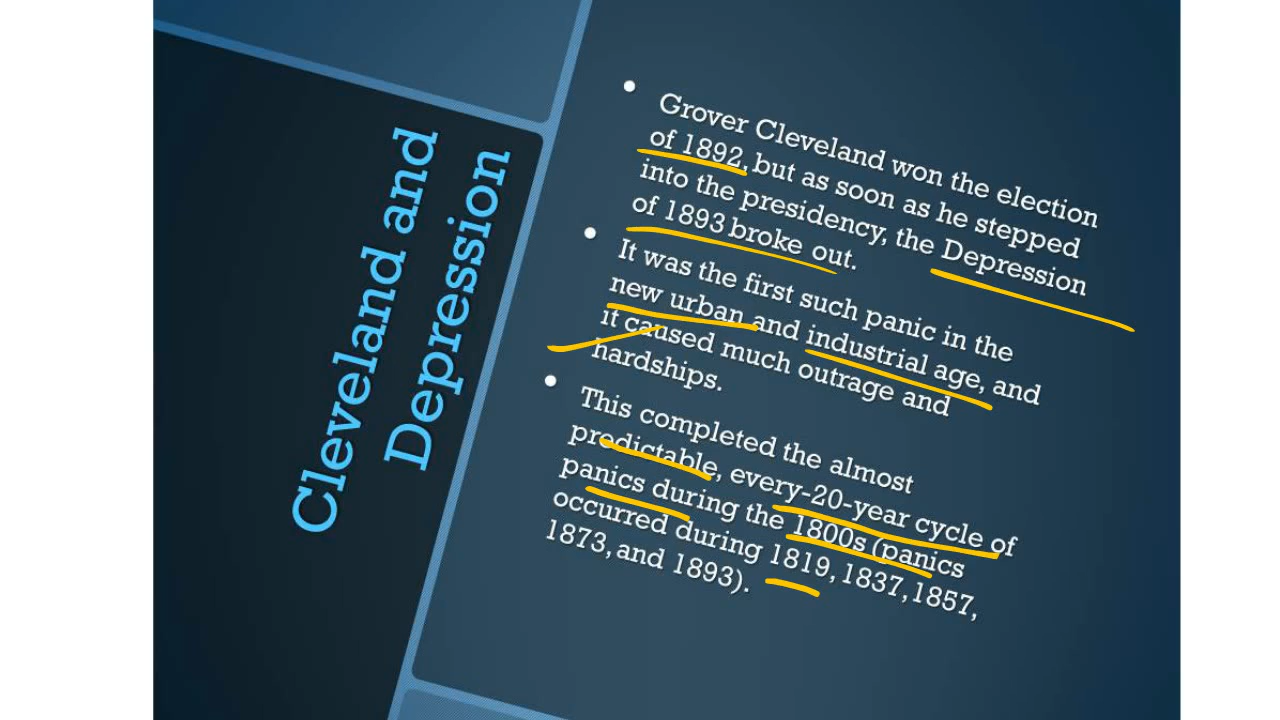 Cleveland and
Depression
• Grover Cleveland won the election
of 1892, but as soon as he stepped
into the presidency, the Depression
of 1893 broke out.
• It was the first such panic in the
new urban and industrial age, and
it caused much outrage and
hardships.
• This completed the almost
predictable, every-20-year cycle of
panics during the 1800s (panics
occurred during 1819, 1837, 1857,
1873, and 1893).